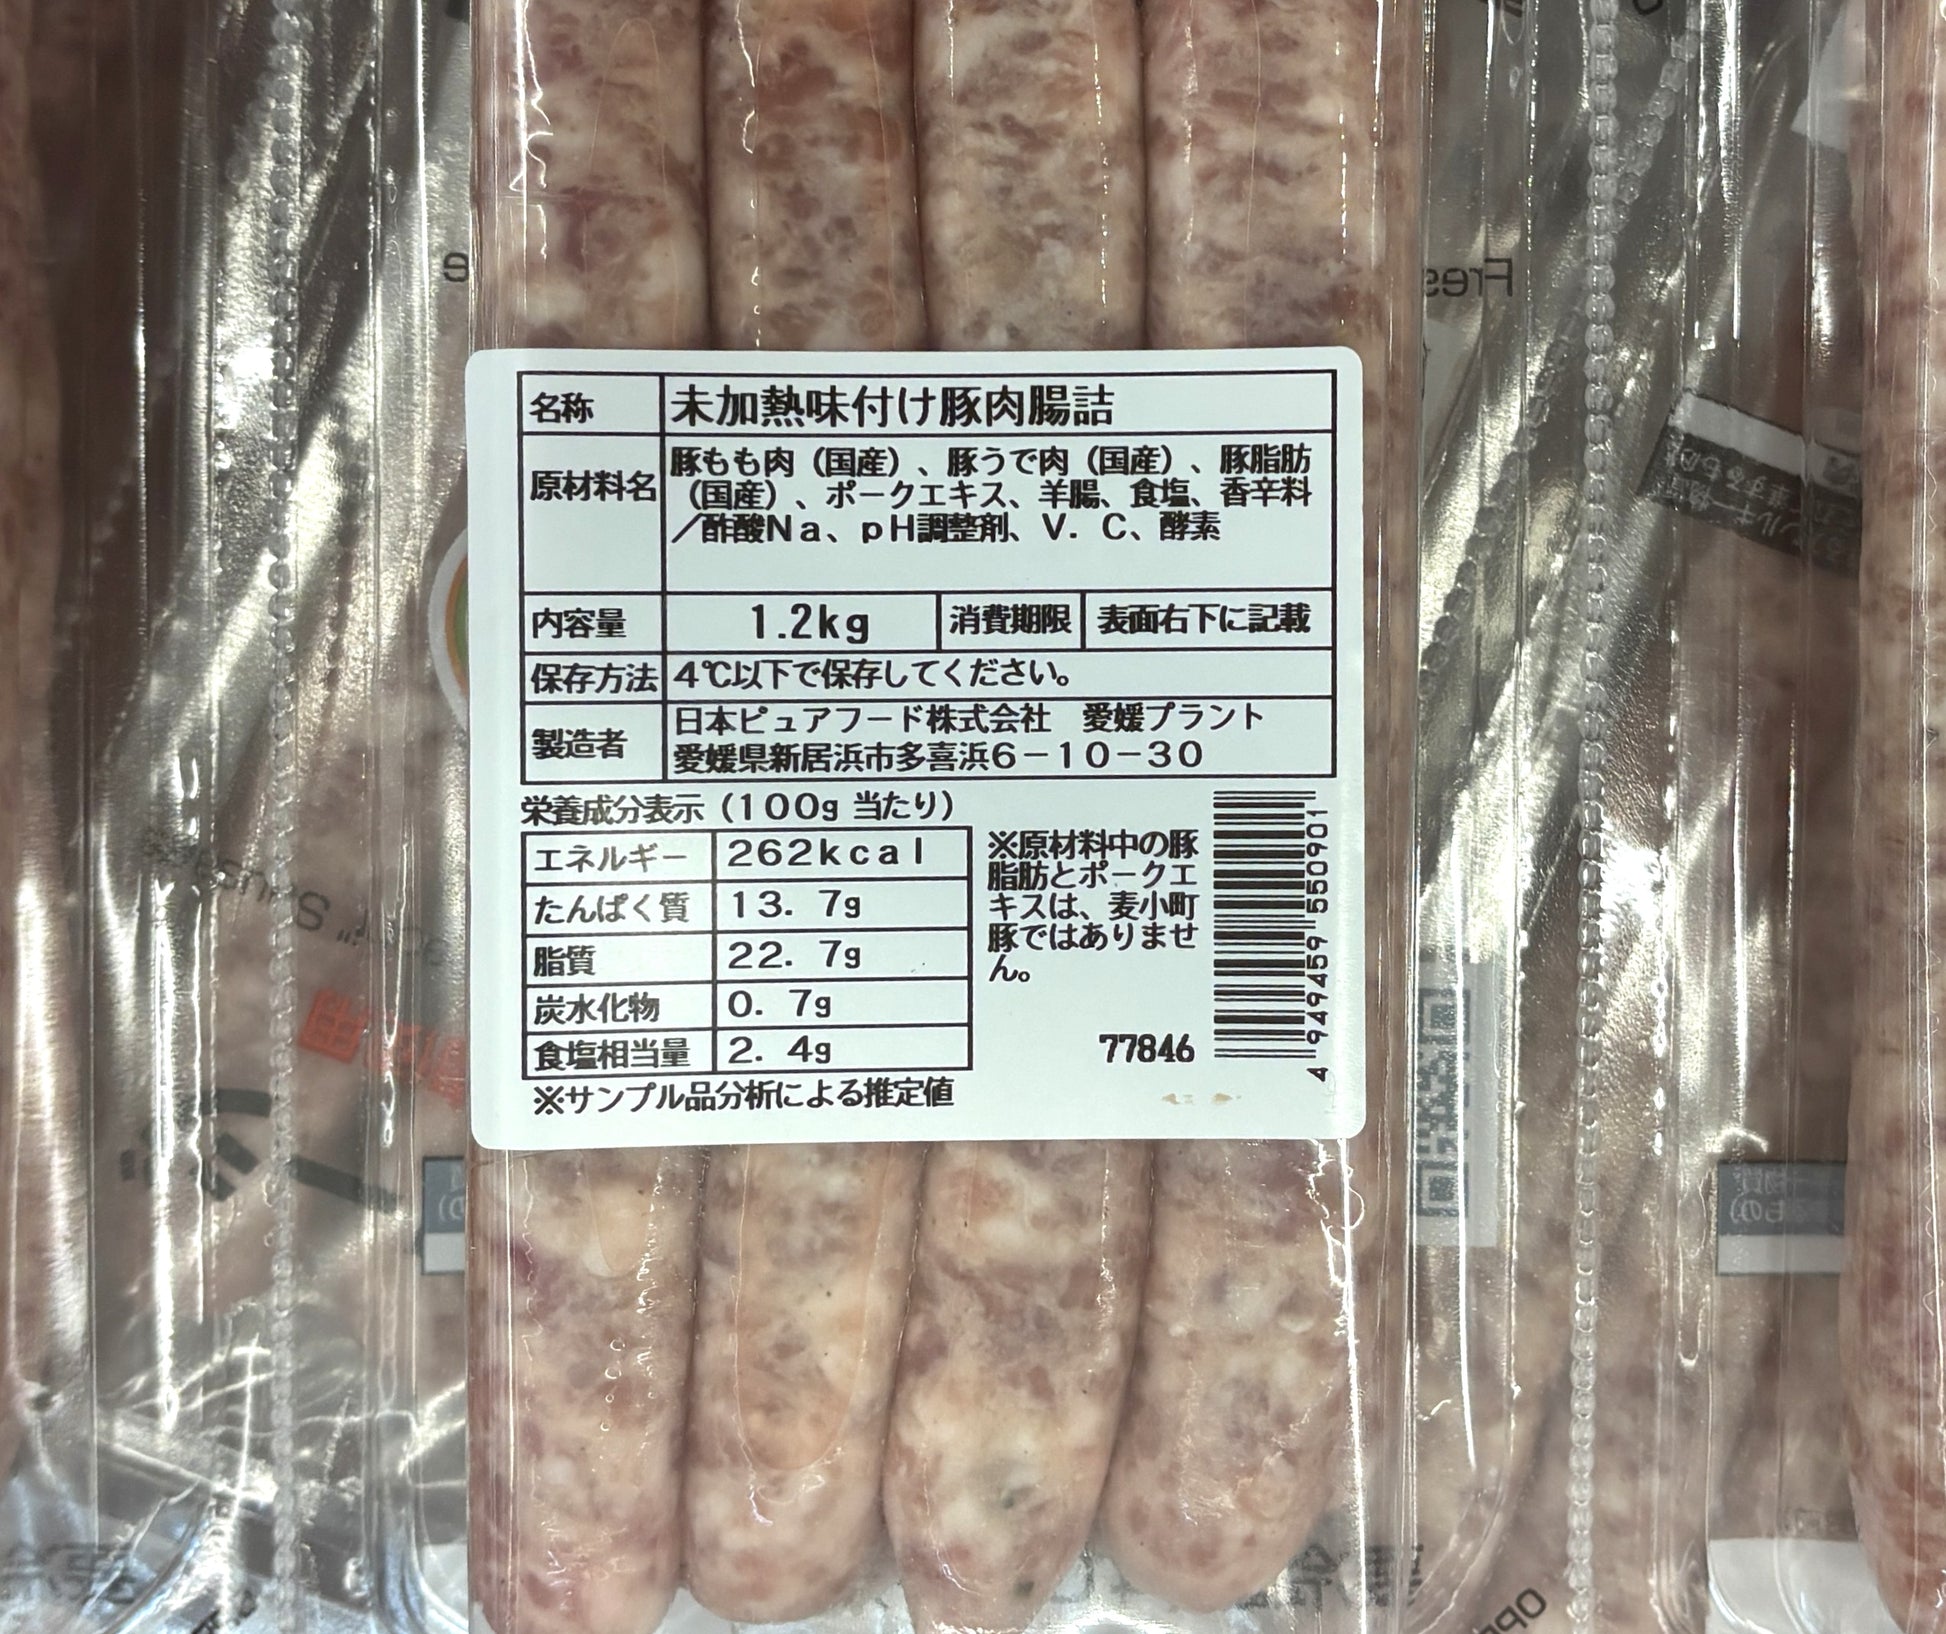 名称 未加熱味付け豚肉腸詰
原材料名 豚もも肉（国産）、豚うで肉（国産）、豚脂肪
（国産）、ポークエキス、羊腸、食塩、香辛料
／酢酸Na、pH調整剤、V．C、酵素
内容量 1.2kg 消費期限 表面右下に記載
保存方法 4℃以下で保存してください。
製造者 日本ピュアフード株式会社　愛媛プラント
愛媛県新居浜市多喜浜6－10－30
栄養成分表示（100g 当たり）
エネルギー 262kcal
たんぱく質 13．7g
脂質 22．7g
炭水化物 0．7g
食塩相当量 2．4g
※サンプル品分析による推定値
※原材料中の豚
脂肪とポークエ
キスは、麦小町
豚ではありませ
ん。
77846
4 949459 550901